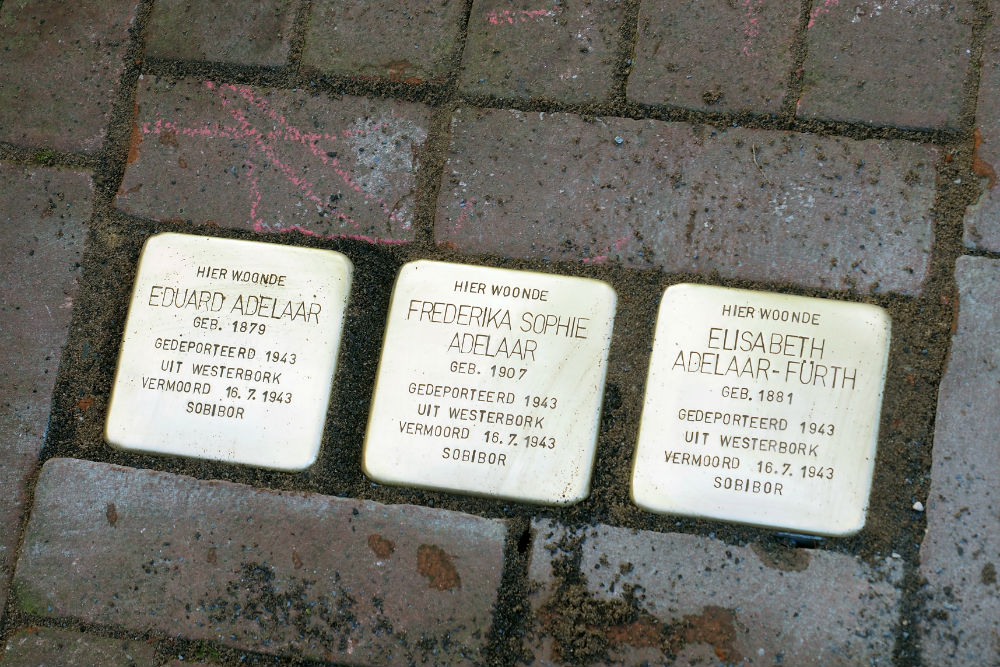 HIER WOONDE
EDUARD ADELAAR
GEB. 1879
GEDEPORTEERD 1943
UIT WESTERBORK
VERMOORD 16.7.1943
SOBIBOR
HIER WOONDE
FREDERIKA SOPHIE
ADELAAR
GEB. 1907
GEDEPORTEERD 1943
UIT WESTERBORK
VERMOORD 16.7.1943
SOBIBOR
HIER WOONDE
ELISABETH
ADELAAR-FÜRTH
GEB. 1881
GEDEPORTEERD 1943
UIT WESTERBORK
VERMOORD 16.7.1943
SOBIBOR